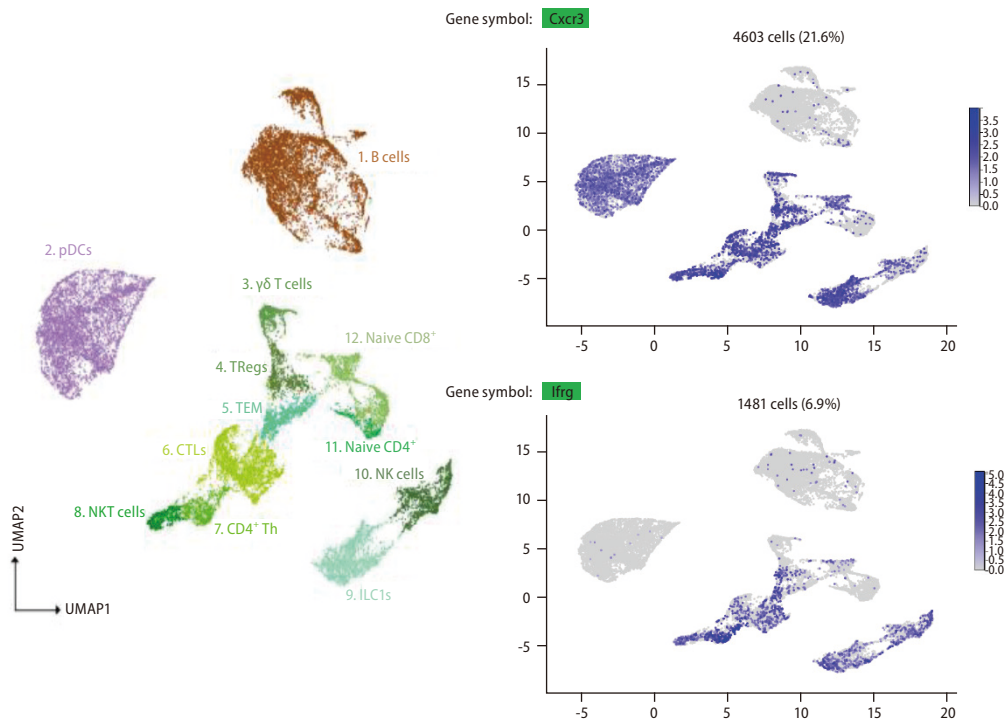 Gene symbol: Cxcr3
4603 cells (21.6%)
15
10
5
0
-5
-5
0
5
10
15
20
3.5
3.0
2.5
2.0
1.5
1.0
0.5
0.0
1. B cells
2. pDCs
3. γδ T cells
12. Naive CD8⁺
4. TRegs
5. TEM
11. Naive CD4⁺
6. CTLs
10. NK cells
8. NKT cells
7. CD4⁺ Th
9. ILC1s
UMAP2
UMAP1
Gene symbol: Ifrg
1481 cells (6.9%)
15
10
5
0
-5
-10
-5
0
5
10
15
20
5.0
4.5
4.0
3.5
3.0
2.5
2.0
1.5
1.0
0.5
0.0